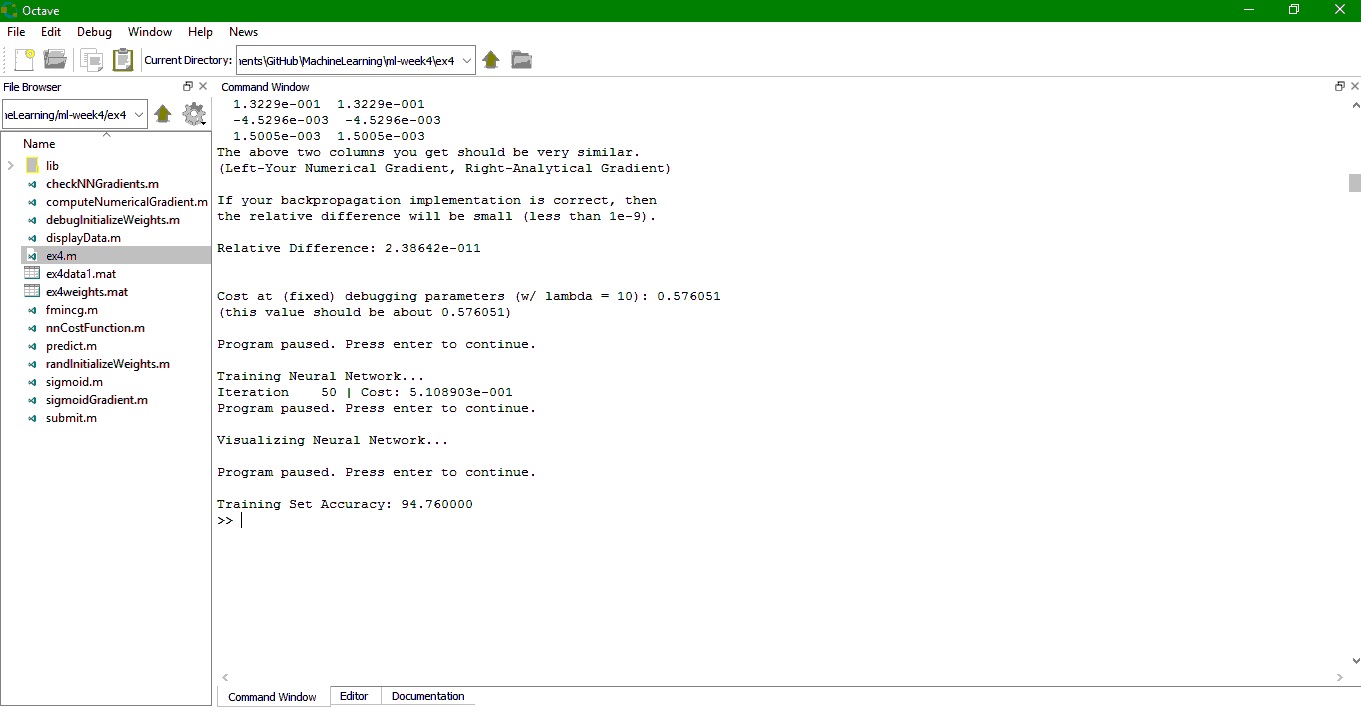 Octave
File Edit Debug Window Help News
Current Directory: ents\GitHub\MachineLearning\ml-week4\ex4
File Browser
eLearning/ml-week4/ex4
Name
lib
checkNNGradients.m
computeNumericalGradient.m
debugInitializeWeights.m
displayData.m
ex4.m
ex4data1.mat
ex4weights.mat
fmincg.m
nnCostFunction.m
predict.m
randInitializeWeights.m
sigmoid.m
sigmoidGradient.m
submit.m
Command Window
1.3229e-001 1.3229e-001
-4.5296e-003 -4.5296e-003
1.5005e-003 1.5005e-003
The above two columns you get should be very similar.
(Left-Your Numerical Gradient, Right-Analytical Gradient)
If your backpropagation implementation is correct, then
the relative difference will be small (less than 1e-9).
Relative Difference: 2.38642e-011
Cost at (fixed) debugging parameters (w/ lambda = 10): 0.576051
(this value should be about 0.576051)
Program paused. Press enter to continue.
Training Neural Network...
Iteration 50 | Cost: 5.108903e-001
Program paused. Press enter to continue.
Visualizing Neural Network...
Program paused. Press enter to continue.
Training Set Accuracy: 94.760000
>>
Command Window Editor Documentation